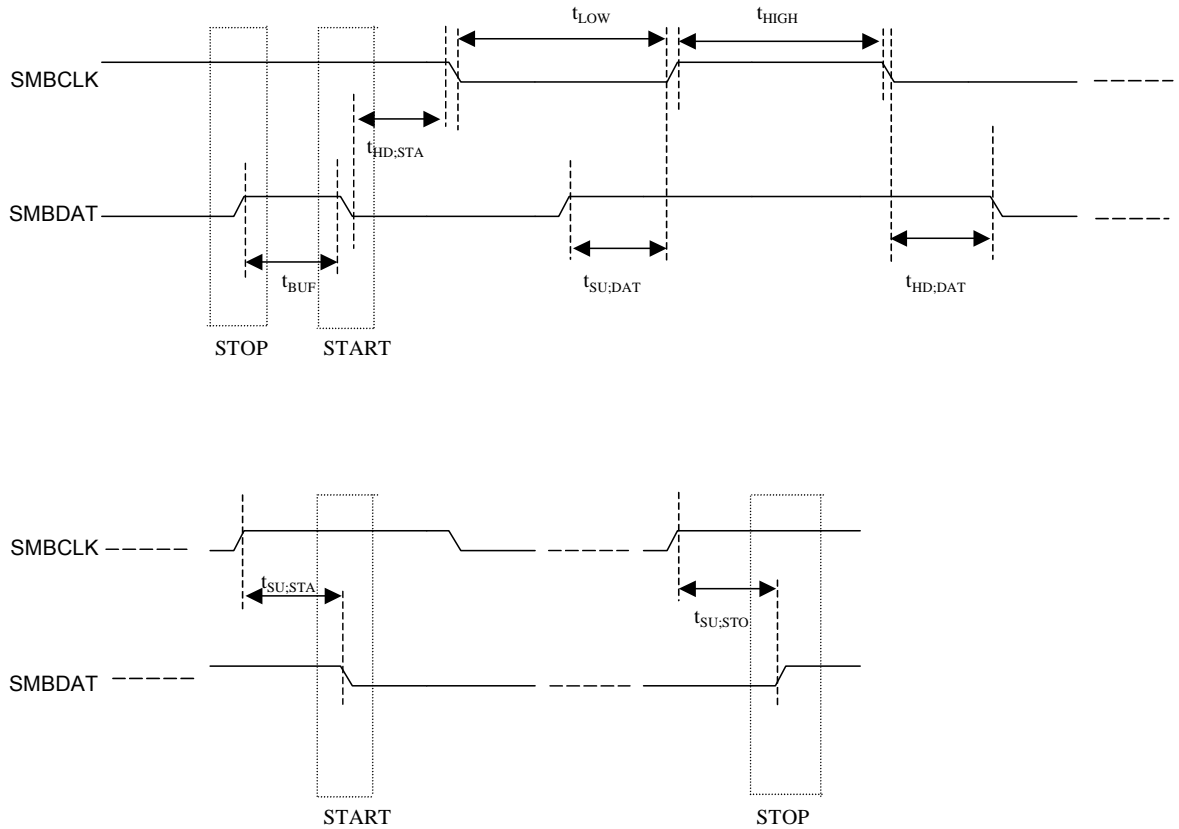 tLOW
tHIGH
SMBCLK
tHD;STA
SMBDAT
tBUF
tSU;DAT
tHD;DAT
STOP
START
SMBCLK
tSU;STA
tSU;STO
SMBDAT
START
STOP